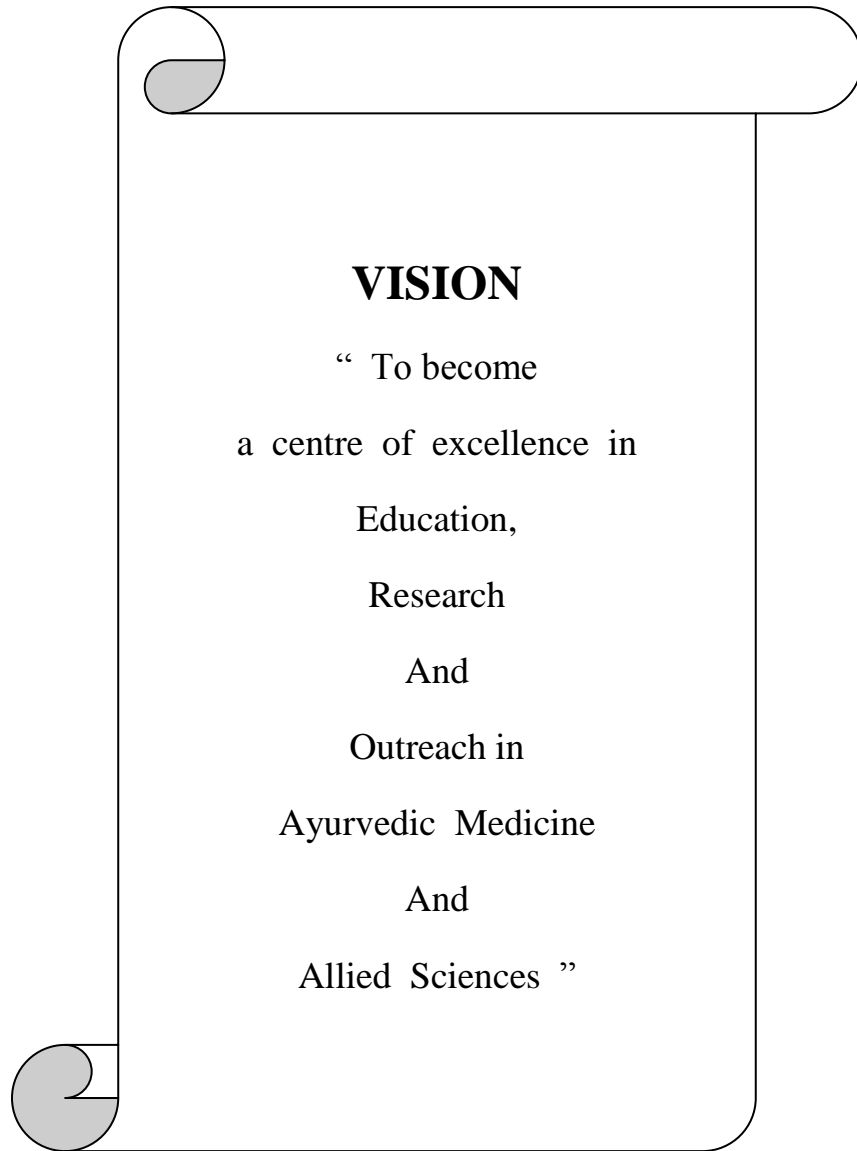 VISION
“ To become
a centre of excellence in
Education,
Research
And
Outreach in
Ayurvedic Medicine
And
Allied Sciences ”